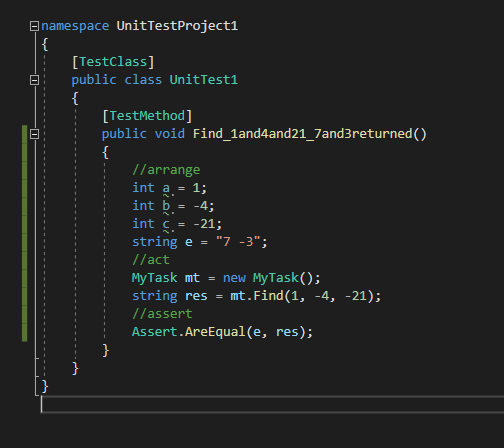 namespace UnitTestProject1
{
[TestClass]
public class UnitTest1
{
[TestMethod]
public void Find_1and4and21_7and3returned()
{
//arrange
int a = 1;
int b = -4;
int c = -21;
string e = "7 -3";
//act
MyTask mt = new MyTask();
string res = mt.Find(1, -4, -21);
//assert
Assert.AreEqual(e, res);
}
}
}